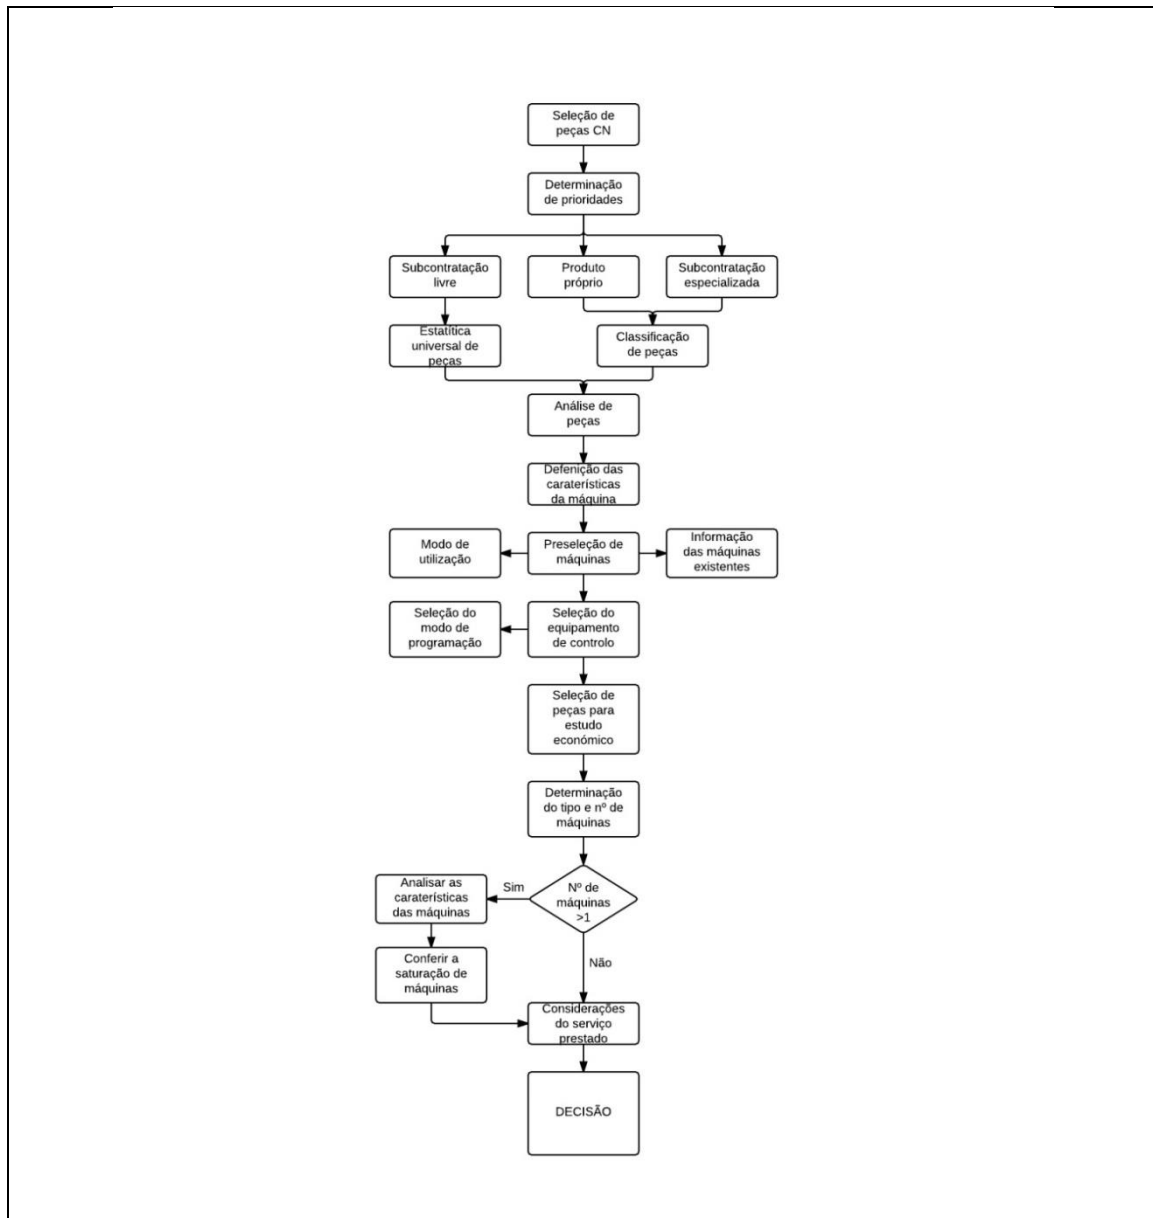 Seleção de
peças CN
Determinação
de prioridades
Subcontratação
livre
Produto
próprio
Subcontratação
especializada
Estatítica
universal de
peças
Classificação
de peças
Análise de
peças
Defenição das
caraterísticas
da máquina
Modo de
utilização
Preseleção de
máquinas
Informação
das máquinas
existentes
Seleção do
modo de
programação
Seleção do
equipamento
de controlo
Seleção de
peças para
estudo
económico
Determinação
do tipo e nº de
máquinas
Analisar as
caraterísticas
das máquinas
Sim
Nº de
máquinas
>1
Conferir a
saturação de
máquinas
Não
Considerações
do serviço
prestado
DECISÃO